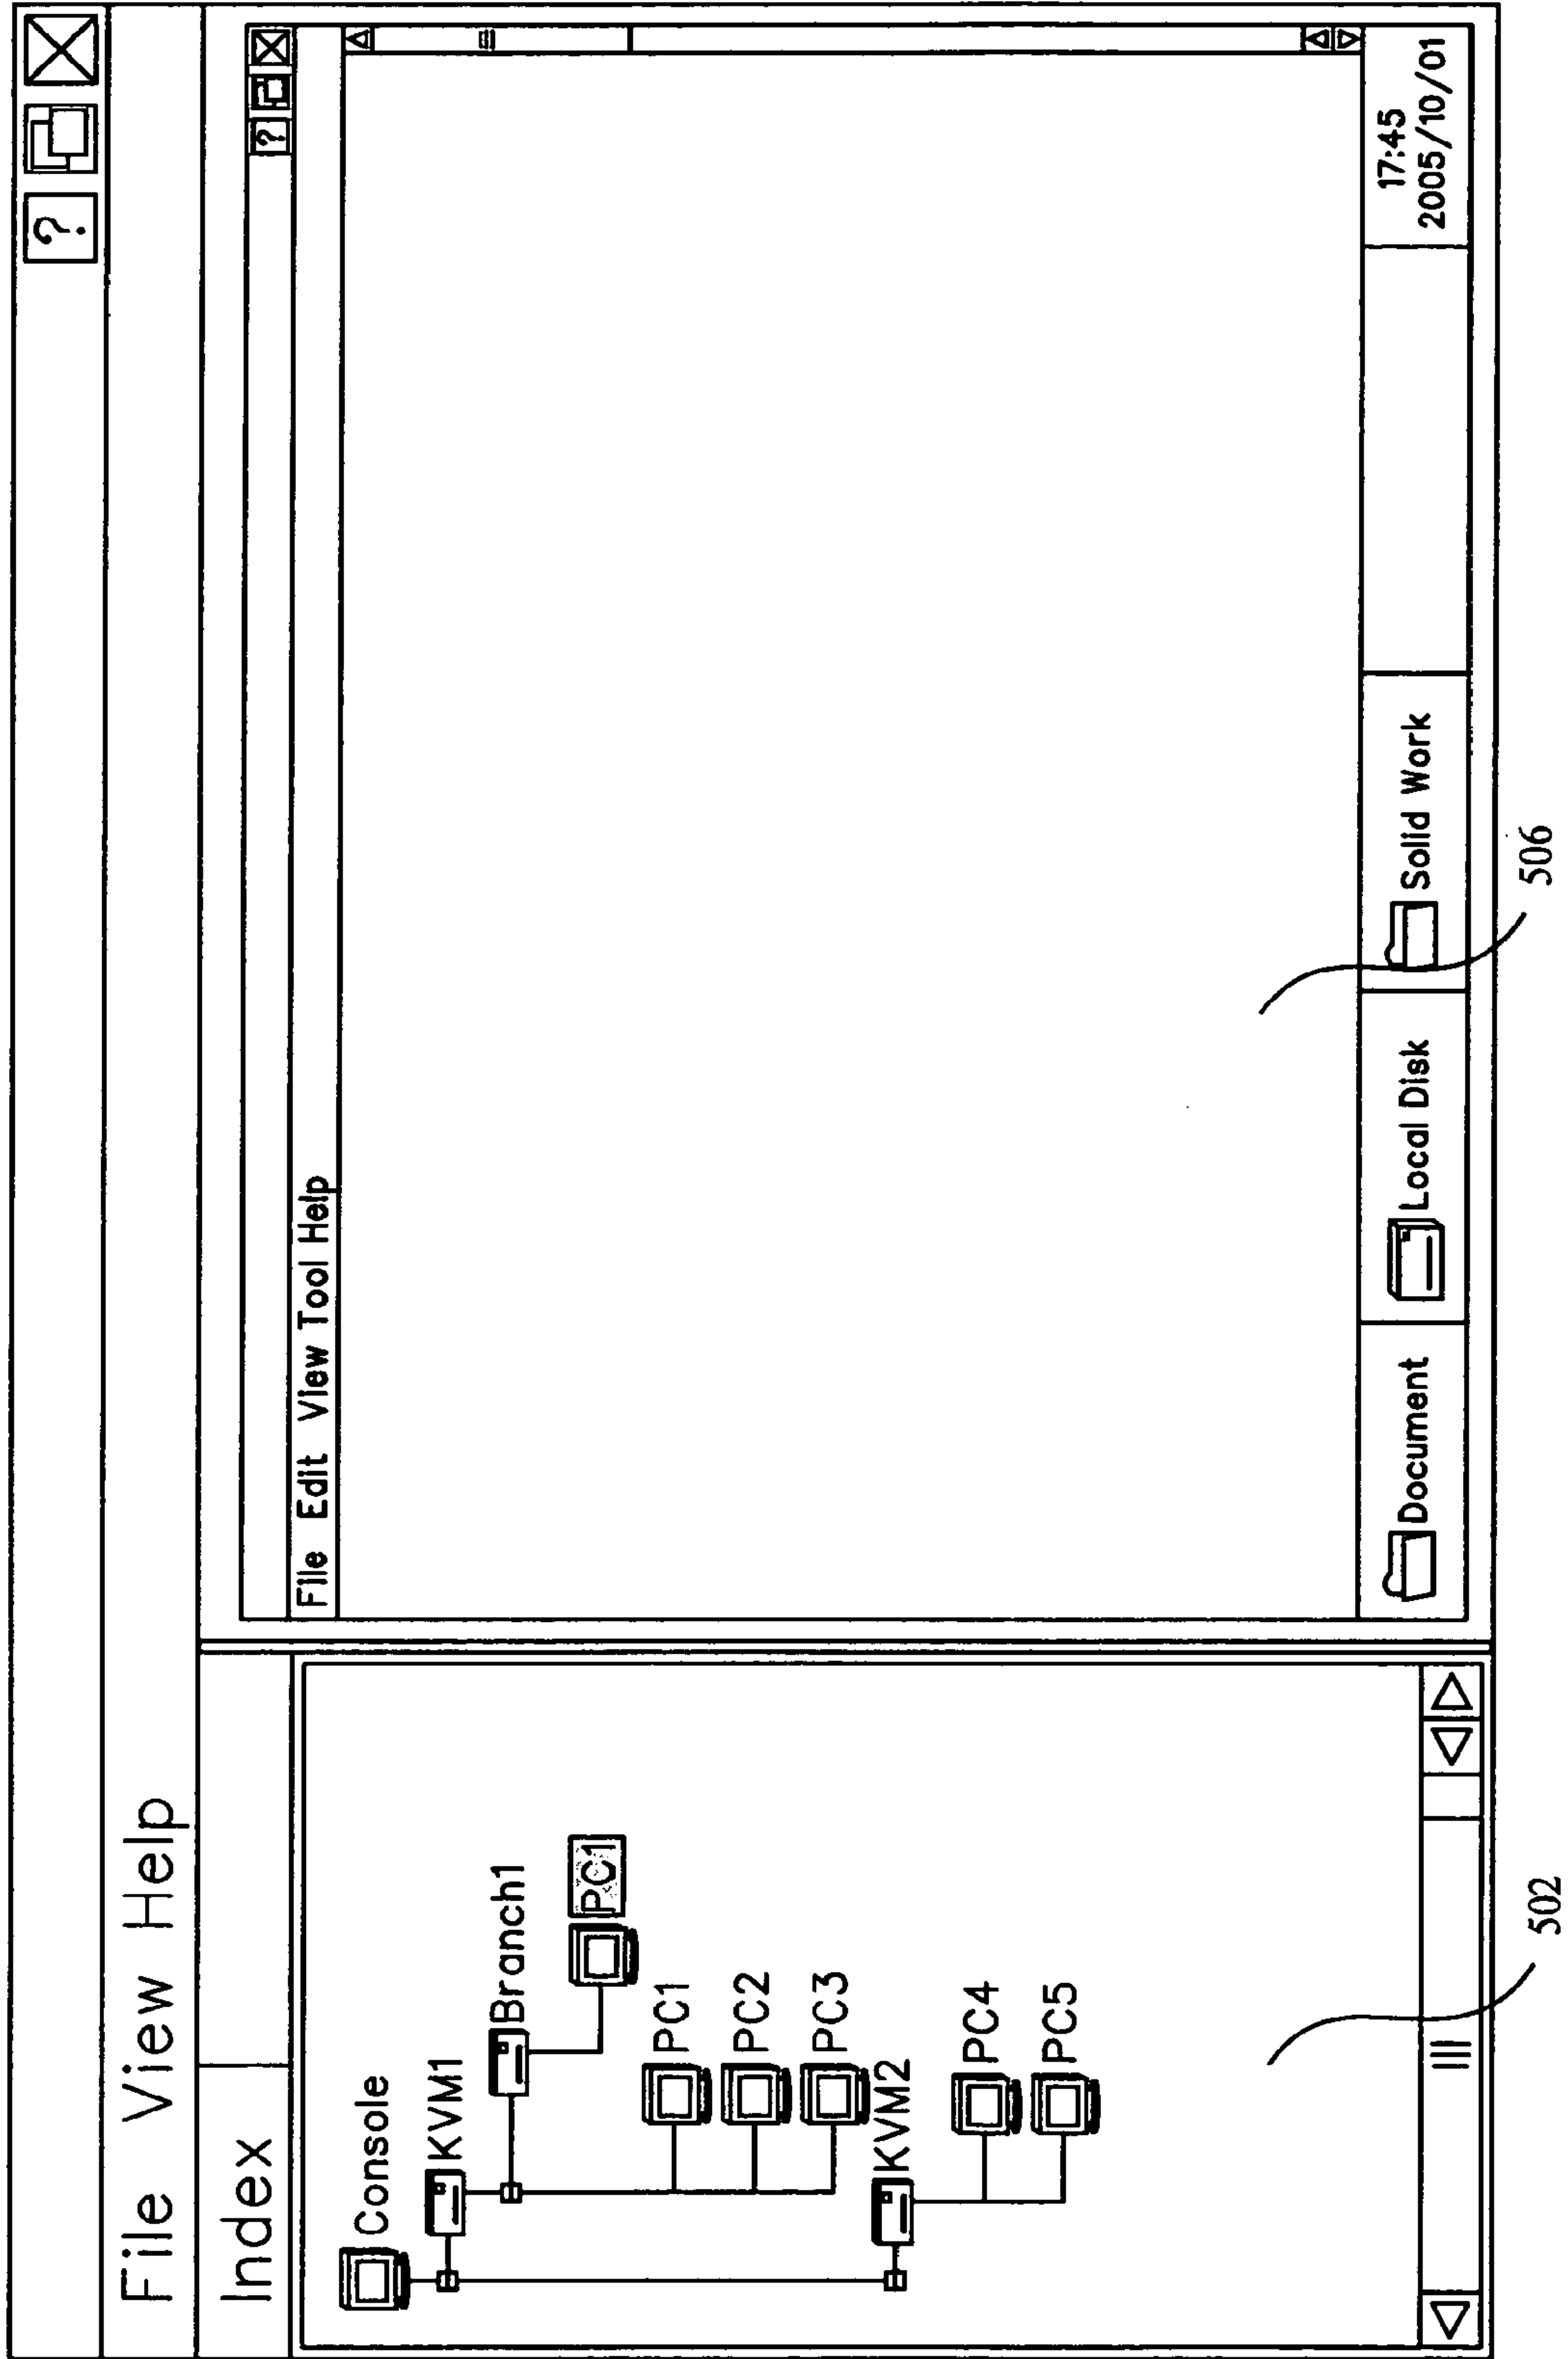 ?
File View Help
Index
Console
KVM1
Branch1
PC1
PC1
PC2
PC3
KVM2
PC4
PC5
?
File Edit View Tool Help
Document
Local Disk
Solid Work
17:45
2005/10/01
502
506